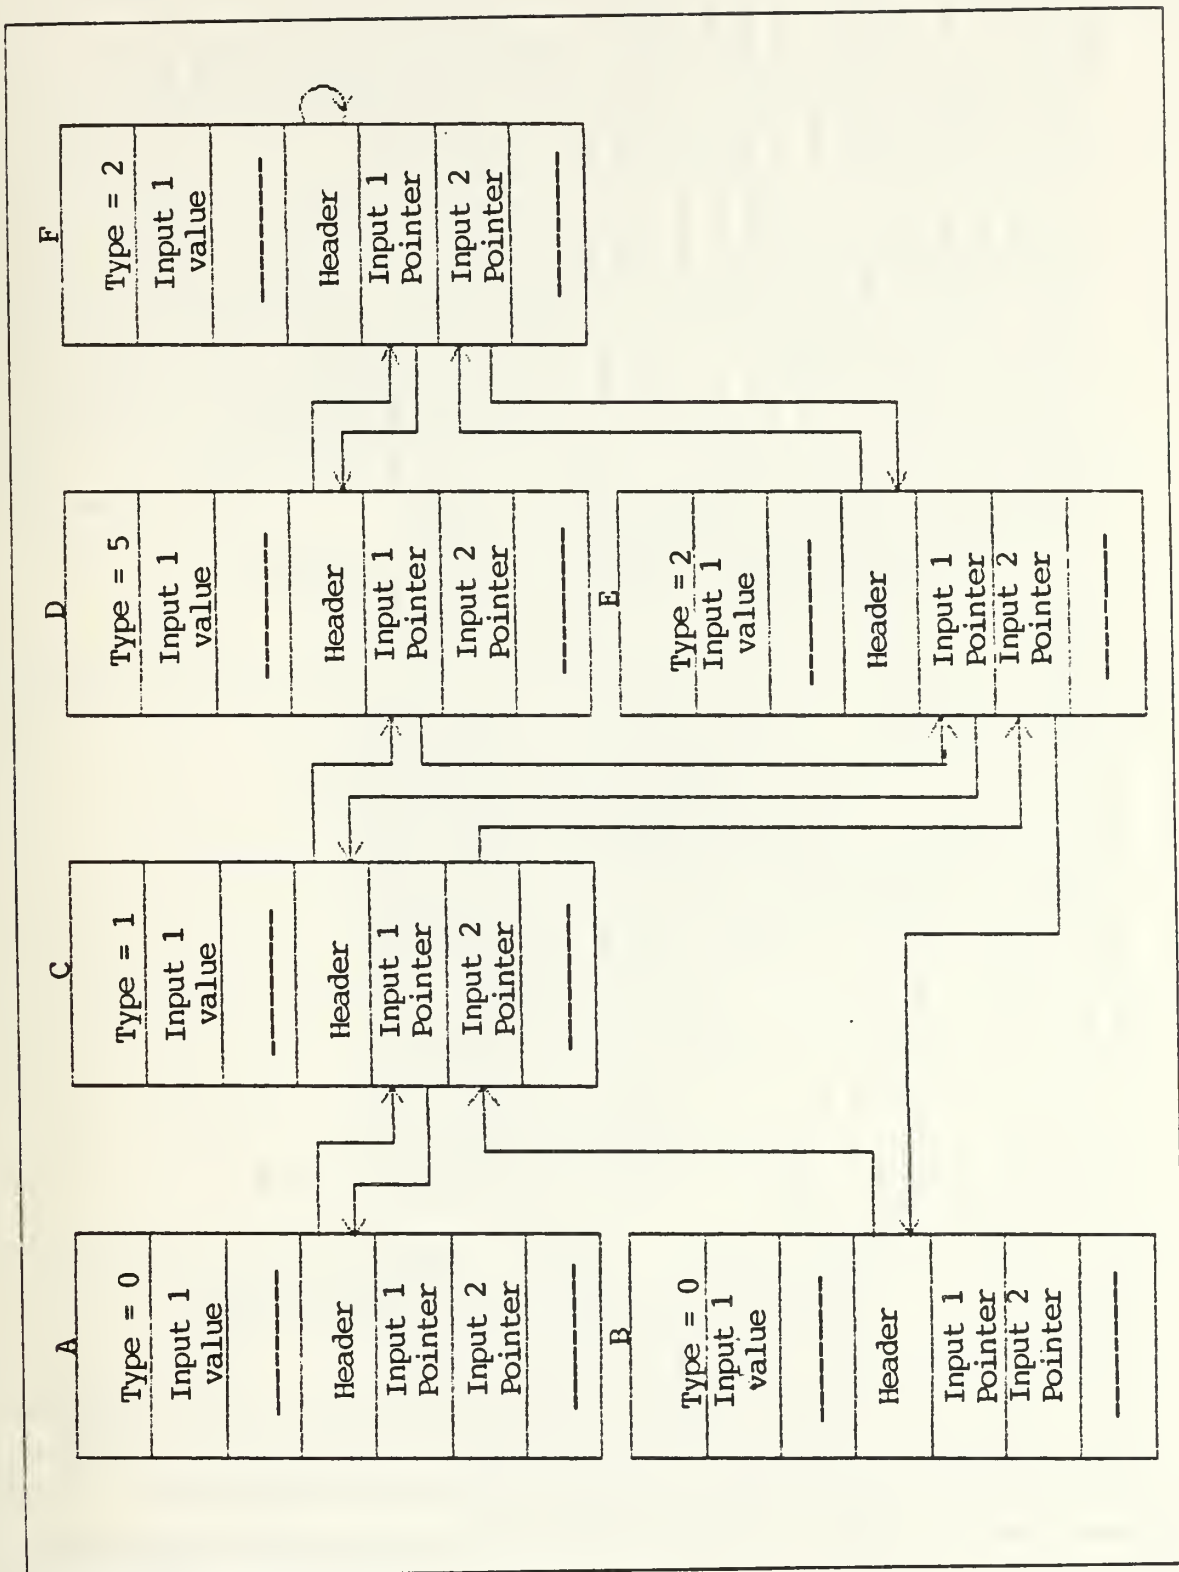 A
Type = 0
Input 1
value
Header
Input 1
Pointer
Input 2
Pointer
B
Type = 0
Input 1
value
Header
Input 1
Pointer
Input 2
Pointer
C
Type = 1
Input 1
value
Header
Input 1
Pointer
Input 2
Pointer
D
Type = 5
Input 1
value
Header
Input 1
Pointer
Input 2
Pointer
E
Type = 2
Input 1
value
Header
Input 1
Pointer
Input 2
Pointer
F
Type = 2
Input 1
value
Header
Input 1
Pointer
Input 2
Pointer